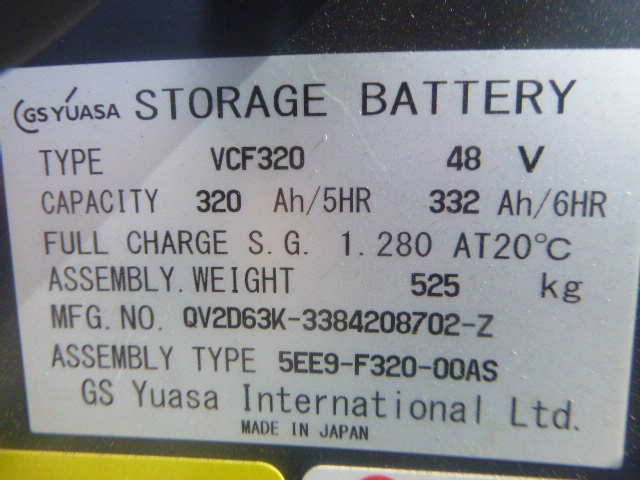 GS YUASA STORAGE BATTERY
TYPE VCF320 48 V
CAPACITY 320 Ah/5HR 332 Ah/6HR
FULL CHARGE S.G. 1.280 AT20°C
ASSEMBLY.WEIGHT 525 kg
MFG.NO. QV2D63K-3384208702-Z
ASSEMBLY TYPE 5EE9-F320-00AS
GS Yuasa International Ltd.
MADE IN JAPAN